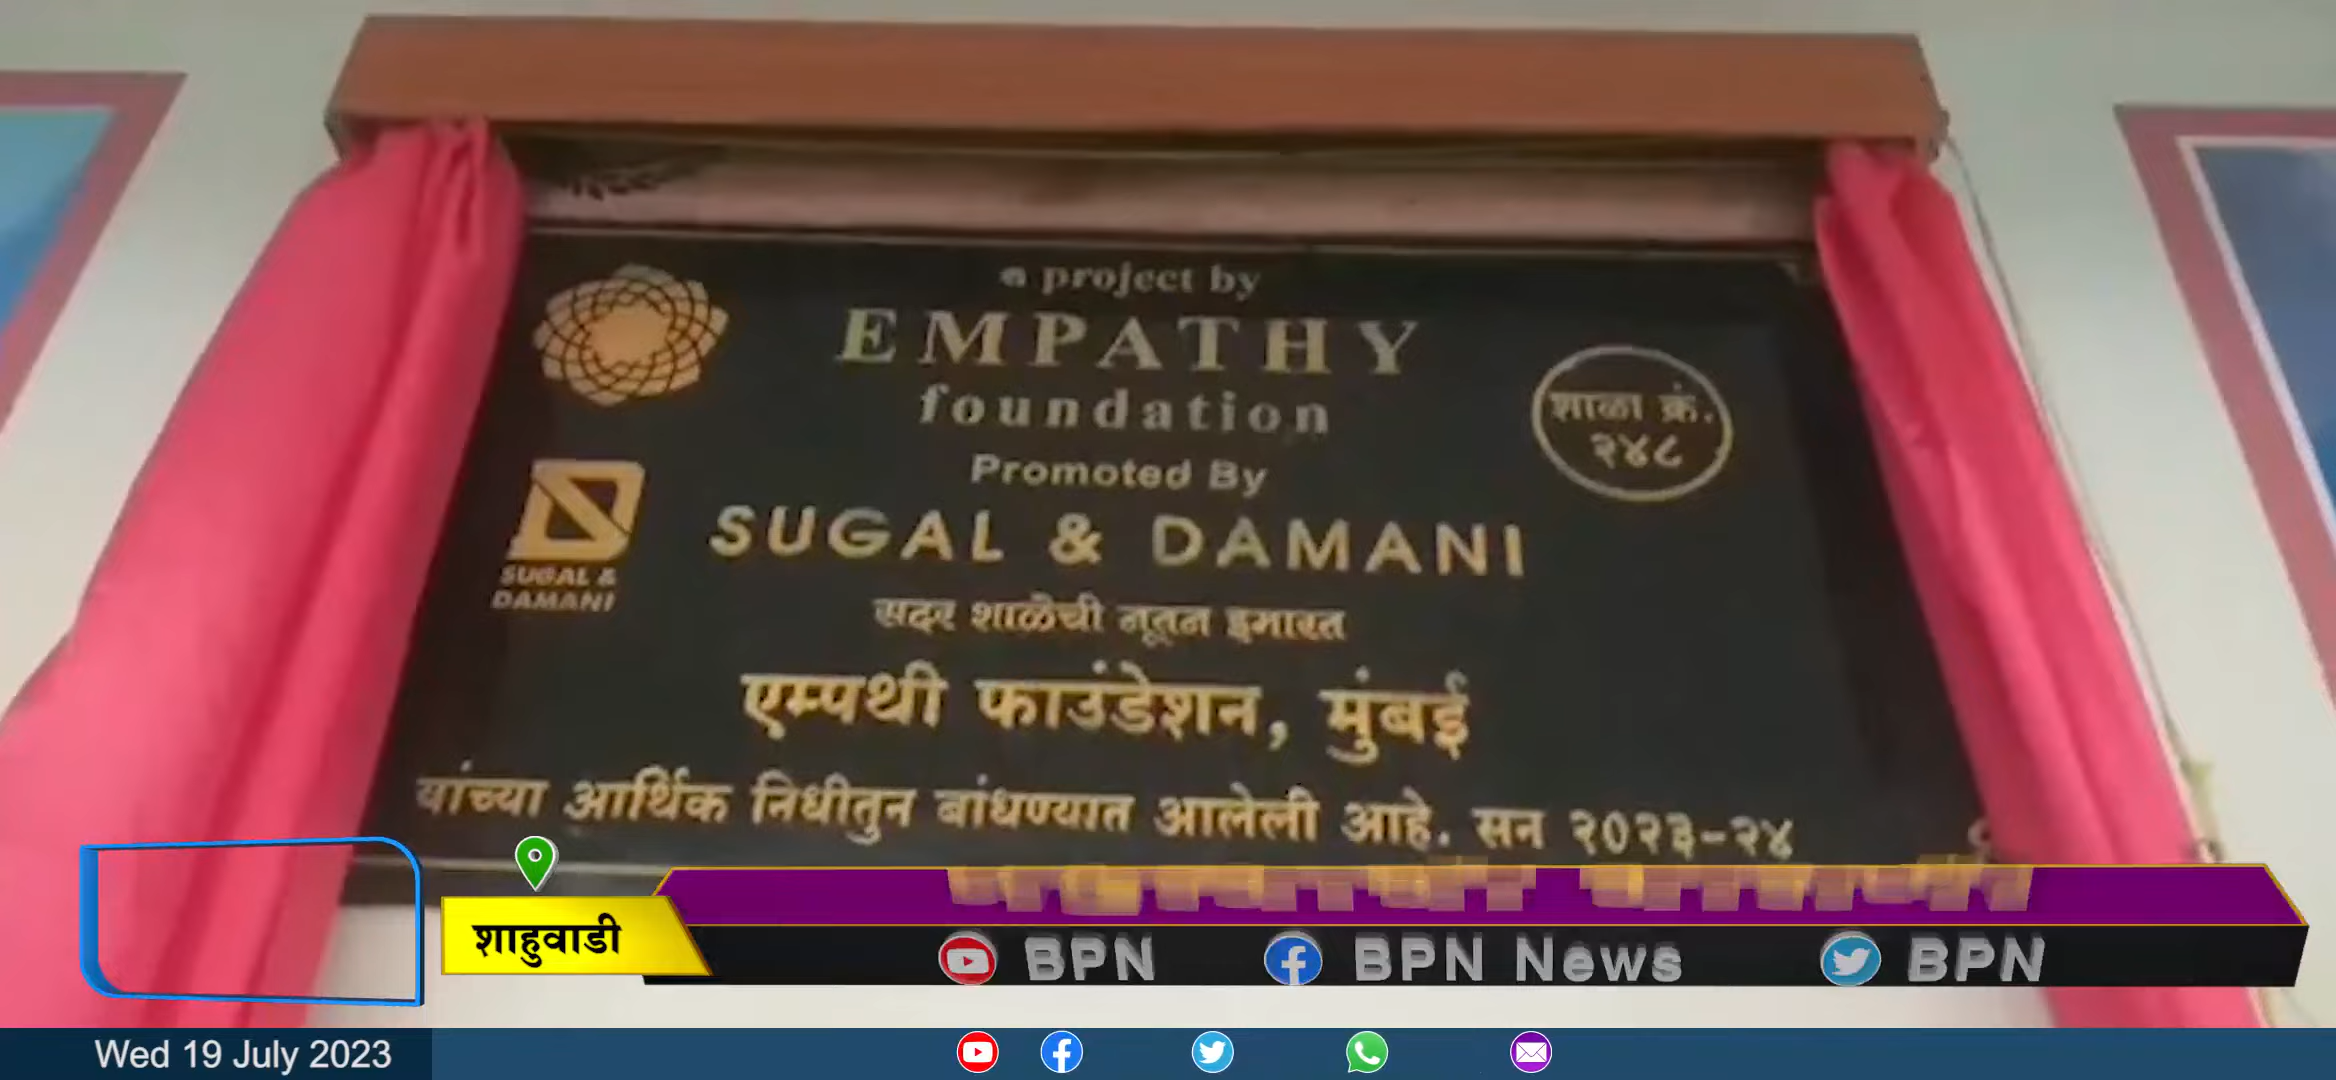 a project by
EMPATHY
foundation
शाळा क्रं.
२४८
Promoted By
SUGAL & DAMANI
SUGAL &
DAMANI
सदर शाळेची नूतन इमारत
एम्पथी फाउंडेशन, मुंबई
यांच्या आर्थिक निधीतुन बांधण्यात आलेली आहे. सन २०२३-२४
शाहुवाडी
BPN BPN News BPN
Wed 19 July 2023